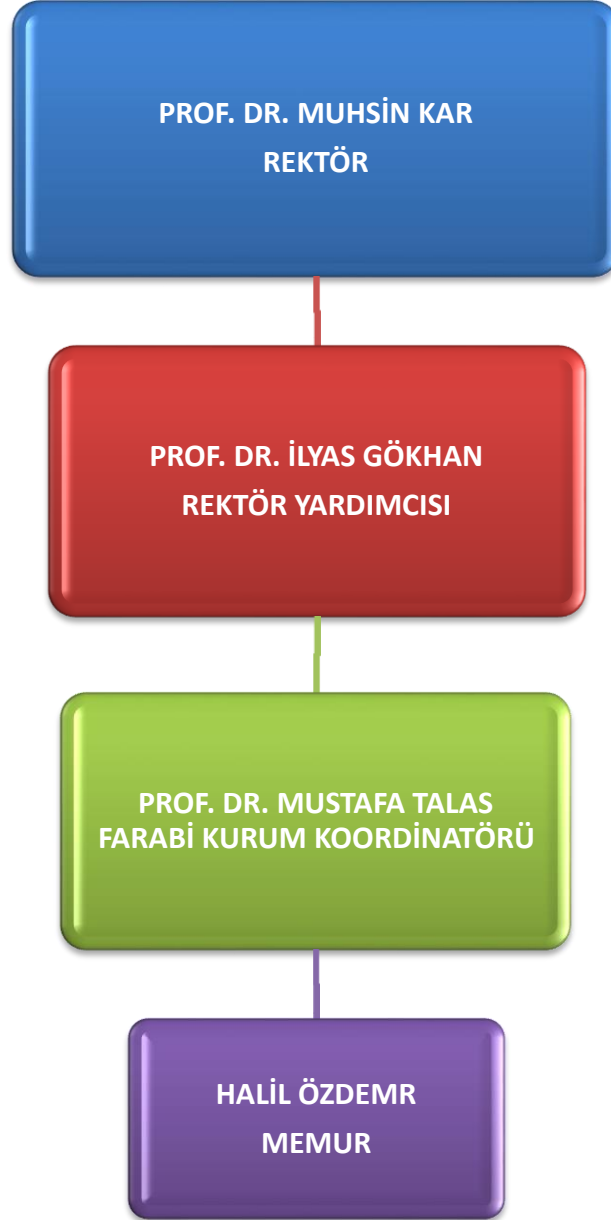 PROF. DR. MUHSİN KAR
REKTÖR
PROF. DR. İLYAS GÖKHAN
REKTÖR YARDIMCISI
PROF. DR. MUSTAFA TALAS
FARABİ KURUM KOORDİNATÖRÜ
HALİL ÖZDEMR
MEMUR